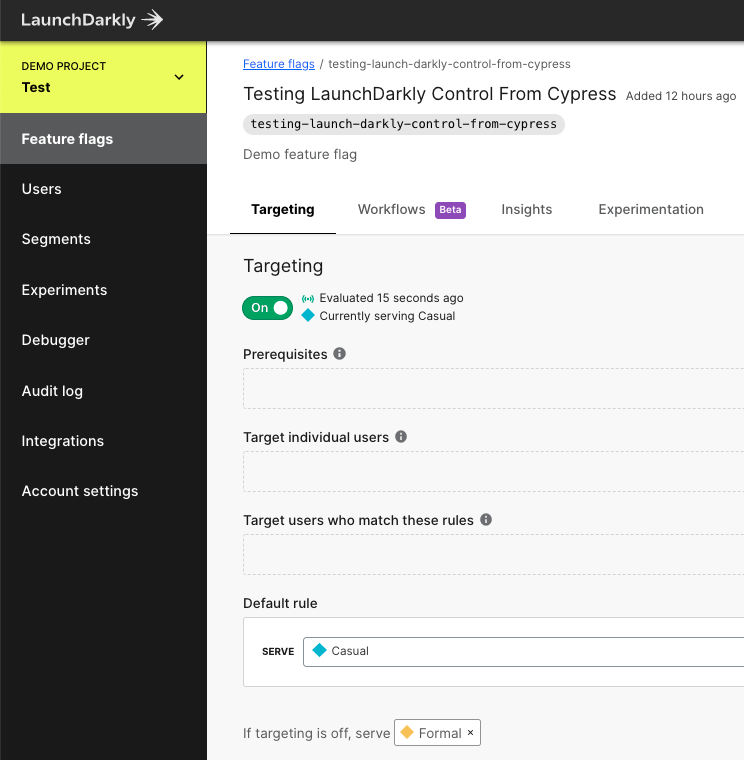 LaunchDarkly
DEMO PROJECT
Test
Feature flags
Users
Segments
Experiments
Debugger
Audit log
Integrations
Account settings
Feature flags / testing-launch-darkly-control-from-cypress
Testing LaunchDarkly Control From Cypress Added 12 hours ago
testing-launch-darkly-control-from-cypress
Demo feature flag
Targeting Workflows Beta Insights Experimentation
Targeting
On
Evaluated 15 seconds ago
Currently serving Casual
Prerequisites
Target individual users
Target users who match these rules
Default rule
SERVE Casual
If targeting is off, serve Formal ×